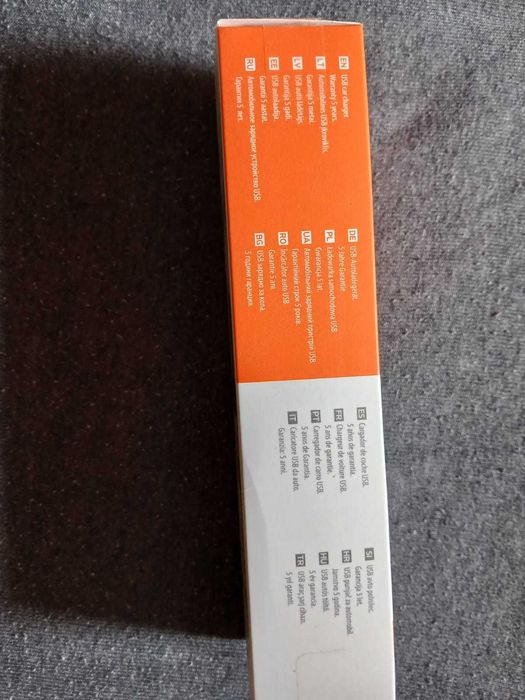 EN USB car charger.
Warranty 5 years.
LT Automobilinis USB įkroviklis.
Garantija 5 metai.
LV USB auto lādētājs.
Garantija 5 gadi.
EE USB autolaadija.
Garantii 5 aastat.
RU Автомобильное зарядное устройство USB.
Гарантия 5 лет.
DE USB-Autoladegerät.
5 Jahre Garantie
PL Ładowarka samochodowa USB.
Gwarancja 5 lat.
UA Автомобільна зарядний пристрій USB
Гарантійний строк 5 років.
RO Încărcător auto USB
Garantie 5 ani.
BG USB зарядно за кола.
5 години гаранция.
ES Cargador de coche USB.
5 años de garantía.
FR Chargeur de voiture USB.
5 ans de garantie.
PT Carregador de carro USB.
5 anos de Garantia.
IT Caricatore USB da auto.
Garanzia: 5 anni.
SI USB avto polnilec.
Garancija 5 let.
HR USB punjač za automobil.
Jamstvo 5 godina.
HU USB autós töltő.
5 év garancia.
TR USB araç şarj cihazı.
5 yıl garanti.